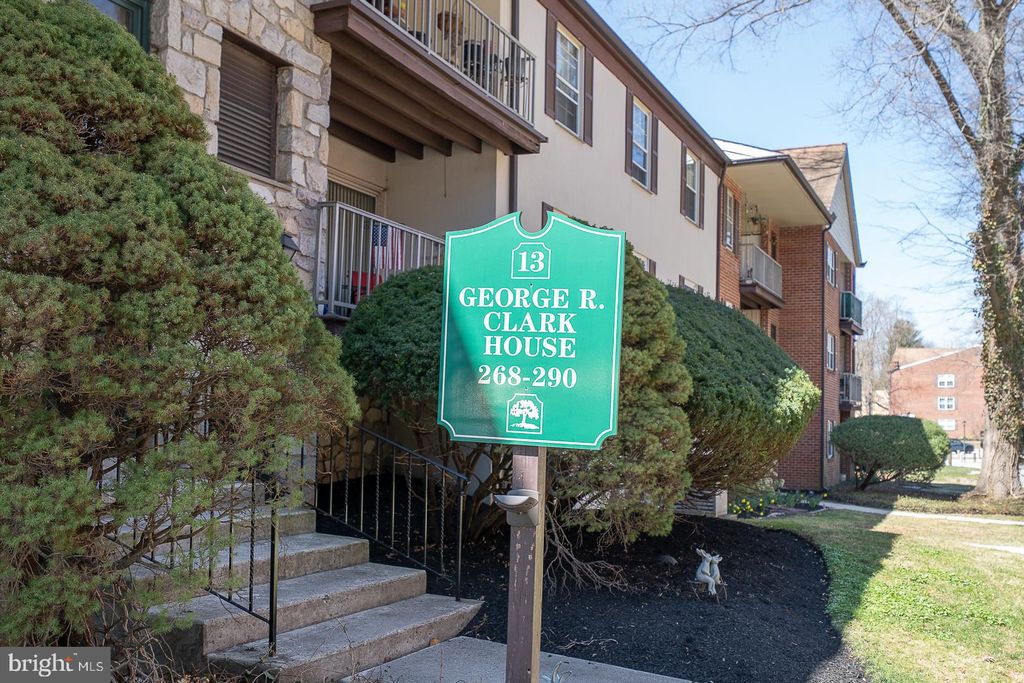 13
GEORGE R.
CLARK
HOUSE
268-290
bright MLS